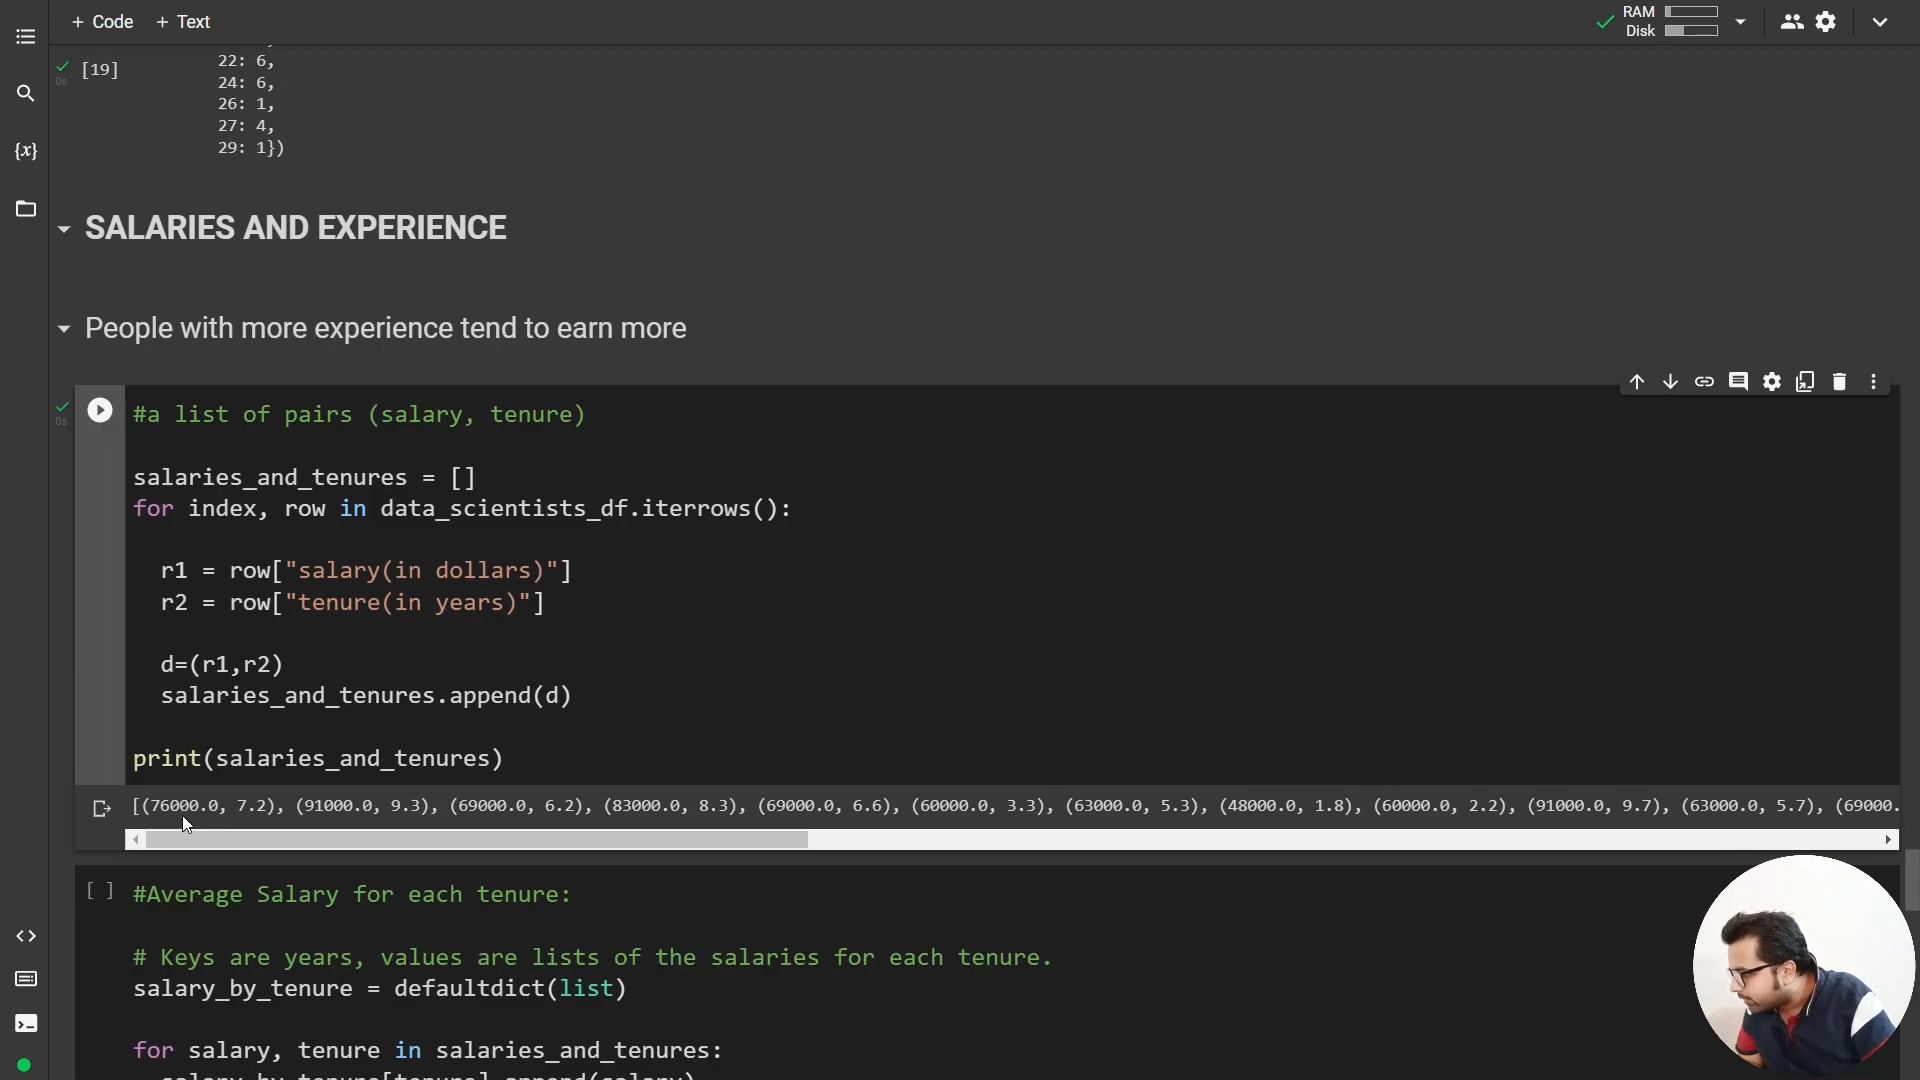 + Code + Text
RAM
Disk
[19]
0s
22: 6,
24: 6,
26: 1,
27: 4,
29: 1})
{x}
SALARIES AND EXPERIENCE
People with more experience tend to earn more
0s
#a list of pairs (salary, tenure)
salaries_and_tenures = []
for index, row in data_scientists_df.iterrows():
r1 = row["salary(in dollars)"]
r2 = row["tenure(in years)"]
d=(r1,r2)
salaries_and_tenures.append(d)
print(salaries_and_tenures)
[(76000.0, 7.2), (91000.0, 9.3), (69000.0, 6.2), (83000.0, 8.3), (69000.0, 6.6), (60000.0, 3.3), (63000.0, 5.3), (48000.0, 1.8), (60000.0, 2.2), (91000.0, 9.7), (63000.0, 5.7), (69000.
[ ] #Average Salary for each tenure:
# Keys are years, values are lists of the salaries for each tenure.
salary_by_tenure = defaultdict(list)
for salary, tenure in salaries_and_tenures:
salary_by_tenure[tenure].append(salary)